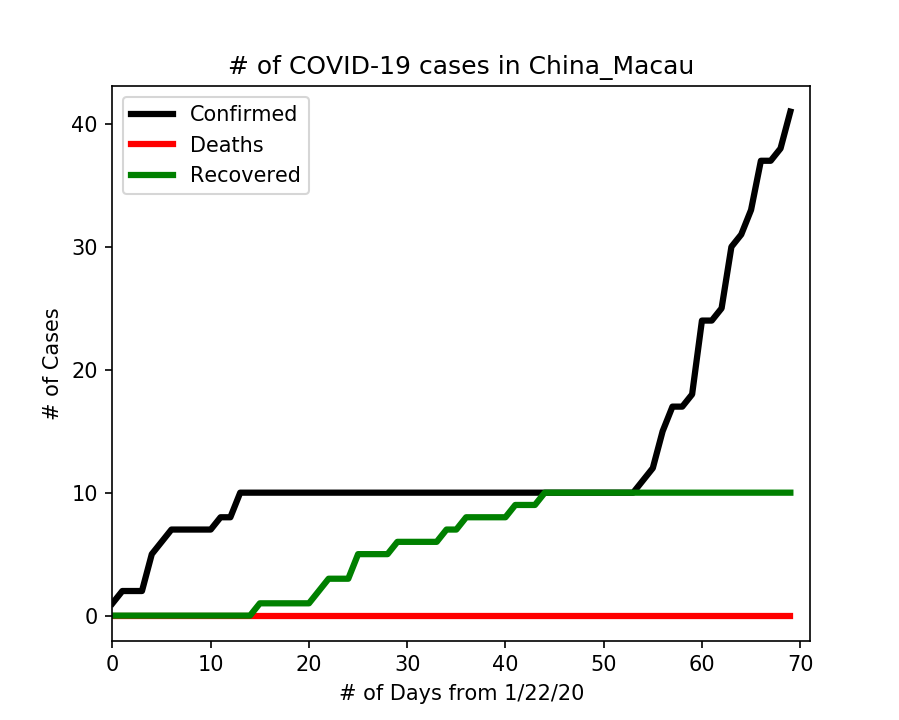 # of COVID-19 cases in China_Macau
Confirmed
Deaths
Recovered
40
30
20
10
0
# of Cases
0 10 20 30 40 50 60 70
# of Days from 1/22/20